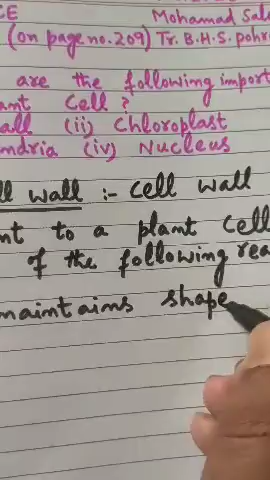 CE Mohamad Sal
(on page no. 209) Tr. B.H.S. pohr
are the following import
ant Cell?
all (ii) Chloroplast
ndria (iv) Nucleus
ll wall :- Cell wall
nt to a plant cell
of the following rea
maintains shape